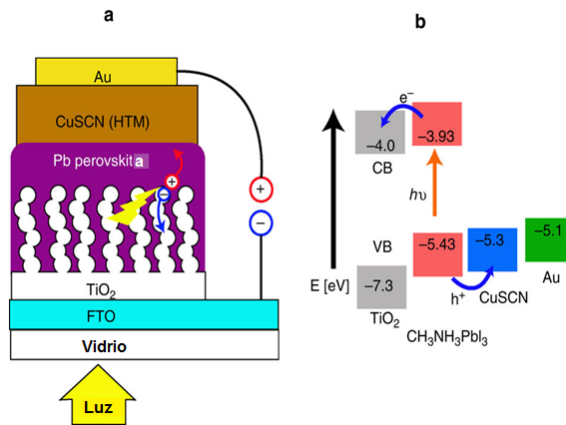 a
Au
CuSCN (HTM)
Pb perovskita
+
−
+
−
TiO₂
FTO
Vidrio
Luz
b
e⁻
−4.0
−3.93
CB
hυ
VB
−5.43
−5.3
−5.1
E [eV]
−7.3
h⁺
CuSCN
Au
TiO₂
CH₃NH₃PbI₃